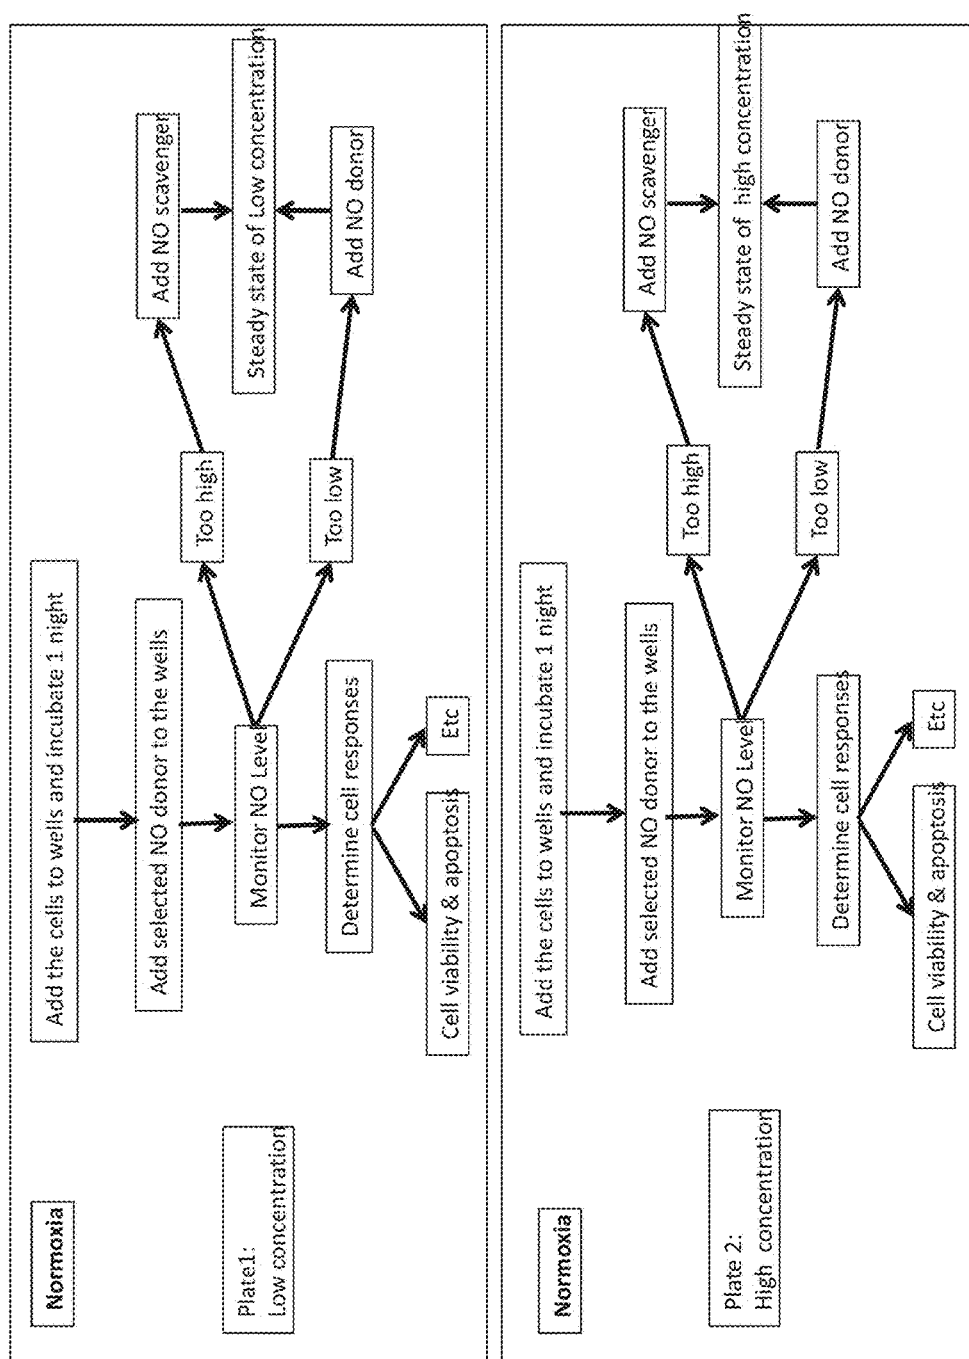 Normoxia
Add the cells to wells and incubate 1 night
Add selected NO donor to the wells
Plate1:
Low concentration
Monitor NO Level
Too high
Too low
Add NO scavenger
Steady state of Low concentration
Add NO donor
Determine cell responses
Cell viability & apoptosis
Etc
Normoxia
Add the cells to wells and incubate 1 night
Add selected NO donor to the wells
Plate 2:
High concentration
Monitor NO Level
Too high
Too low
Add NO scavenger
Steady state of high concentration
Add NO donor
Determine cell responses
Cell viability & apoptosis
Etc